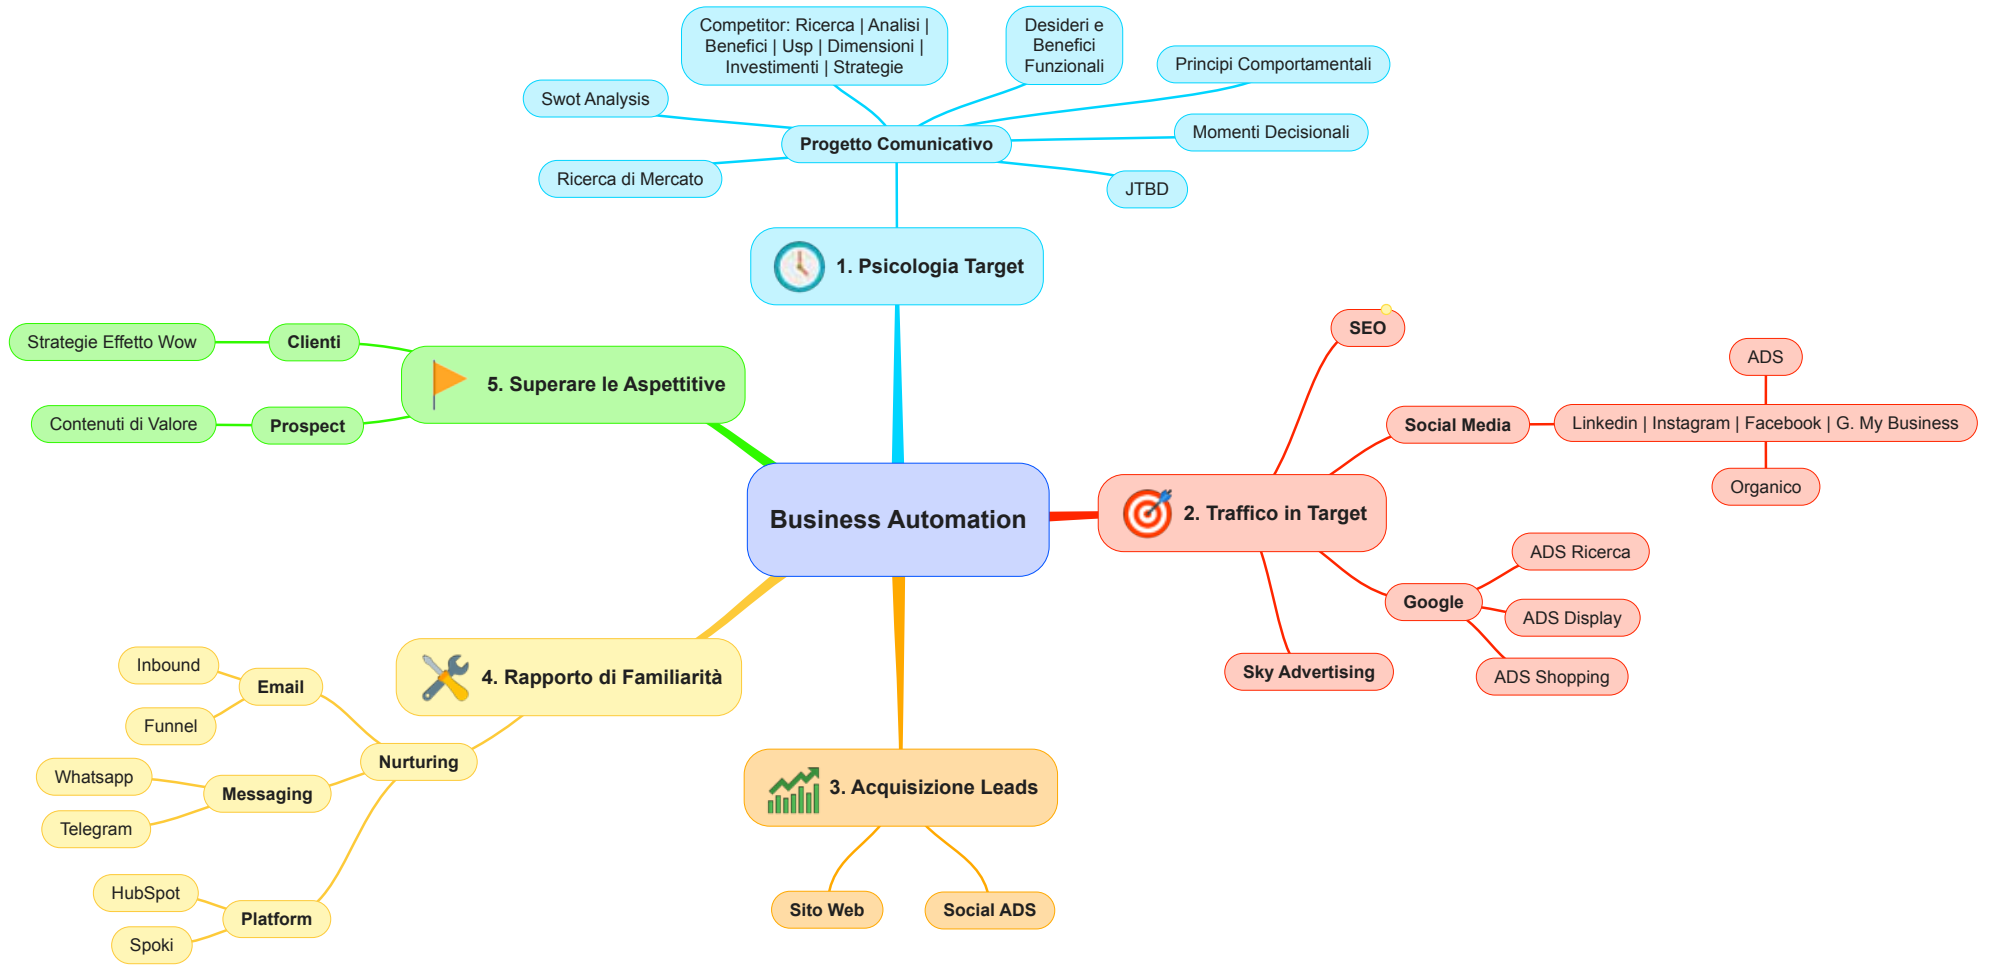 Competitor: Ricerca | Analisi |
Benefici | Usp | Dimensioni |
Investimenti | Strategie
Desideri e
Benefici
Funzionali
Principi Comportamentali
Swot Analysis
Momenti Decisionali
Progetto Comunicativo
Ricerca di Mercato
JTBD
1. Psicologia Target
SEO
ADS
Social Media
Linkedin | Instagram | Facebook | G. My Business
Organico
2. Traffico in Target
ADS Ricerca
Google
ADS Display
ADS Shopping
Sky Advertising
Strategie Effetto Wow
Clienti
5. Superare le Aspettitive
Contenuti di Valore
Prospect
Business Automation
4. Rapporto di Familiarità
Inbound
Email
Funnel
Nurturing
Whatsapp
Messaging
Telegram
HubSpot
Platform
Spoki
3. Acquisizione Leads
Sito Web
Social ADS